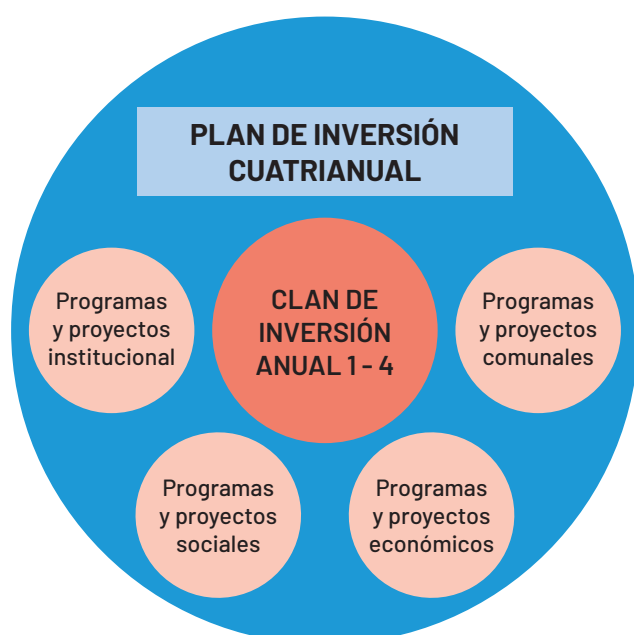 PLAN DE INVERSIÓN
CUATRIANUAL
CLAN DE
INVERSIÓN
ANUAL 1 - 4
Programas
y proyectos
institucional
Programas
y proyectos
comunales
Programas
y proyectos
sociales
Programas
y proyectos
económicos